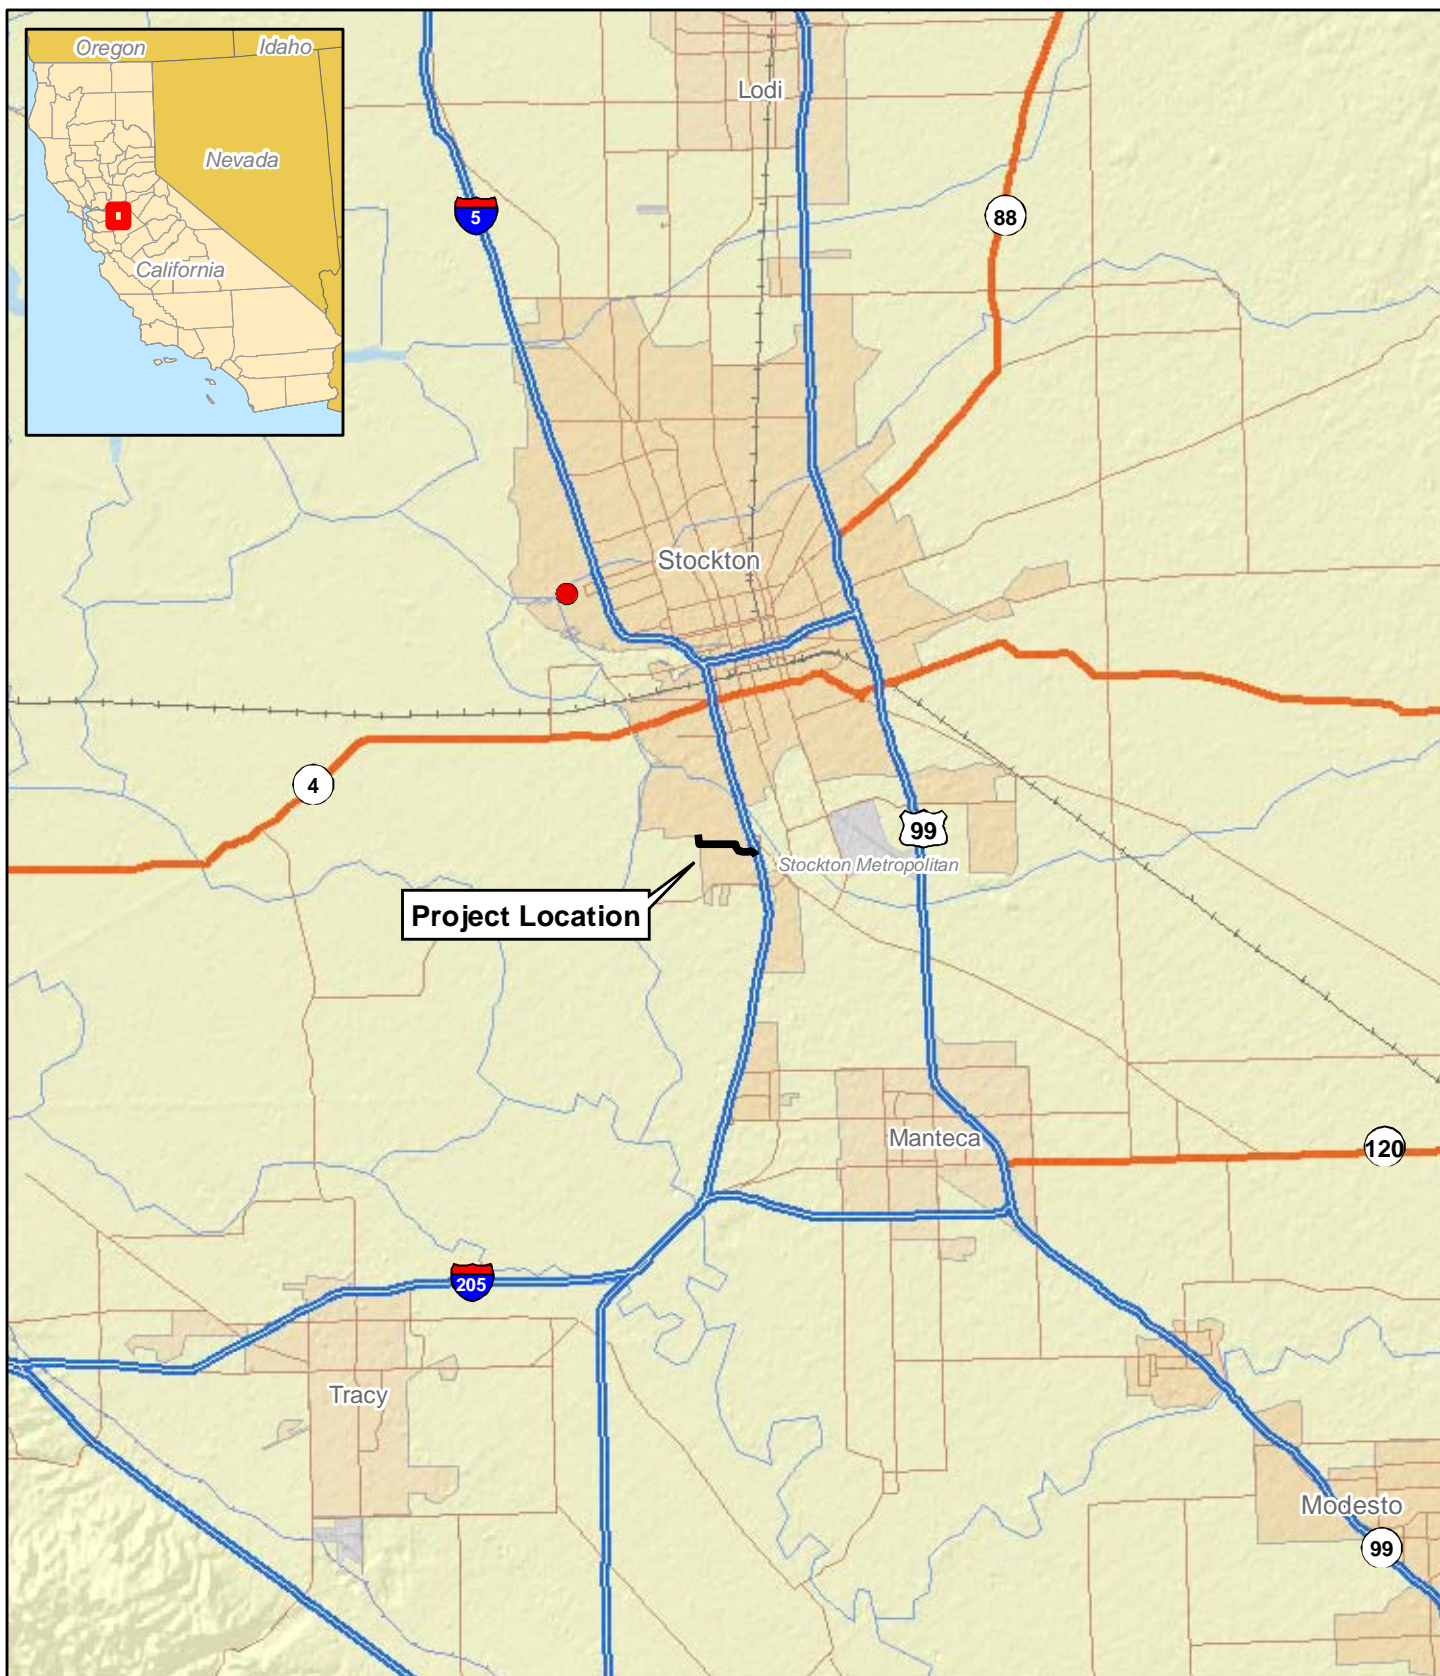 Oregon
Idaho
Nevada
California
Lodi
5
88
Stockton
4
99
Stockton Metropolitan
Project Location
Manteca
120
205
Tracy
Modesto
99